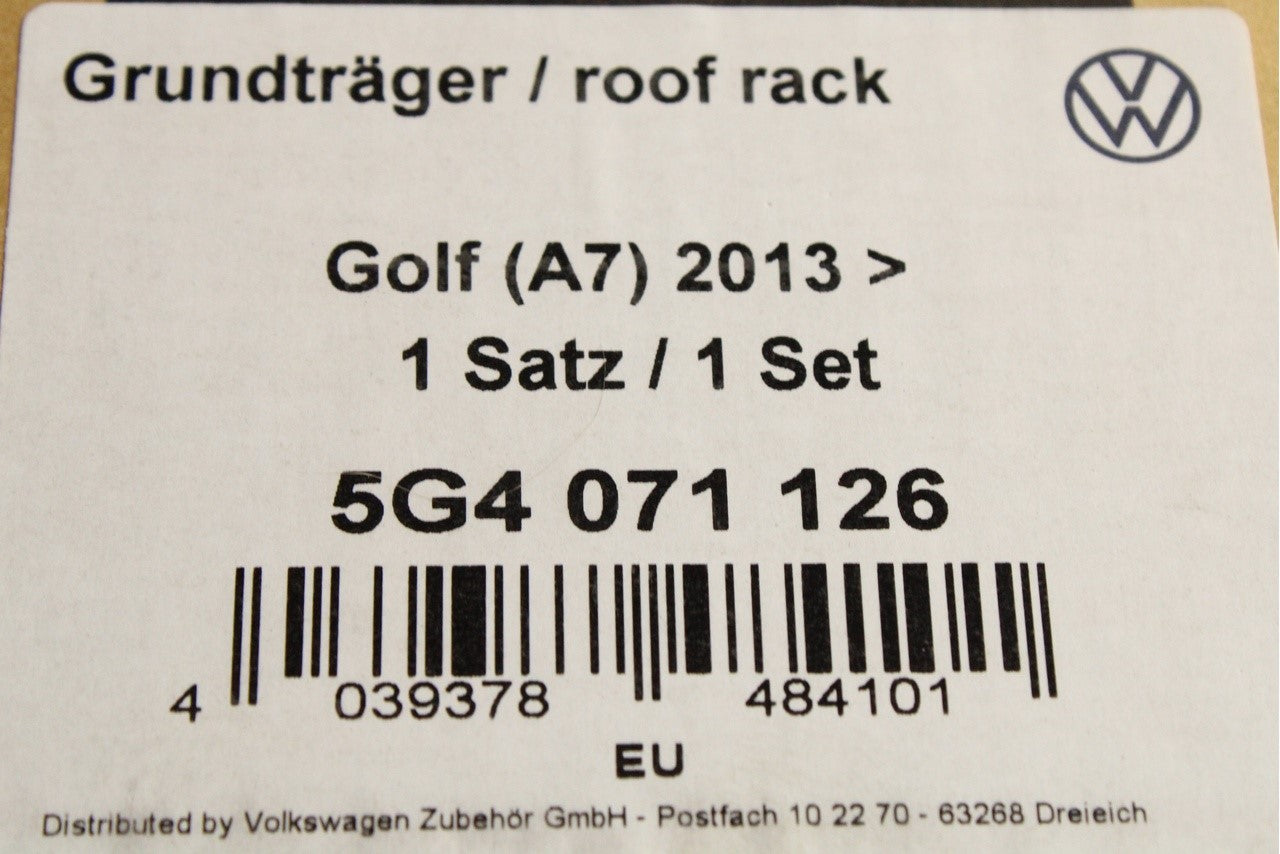 Grundträger / roof rack
Golf (A7) 2013 >
1 Satz / 1 Set
5G4 071 126
4 039378 484101
EU
Distributed by Volkswagen Zubehör GmbH - Postfach 10 22 70 - 63268 Dreieich